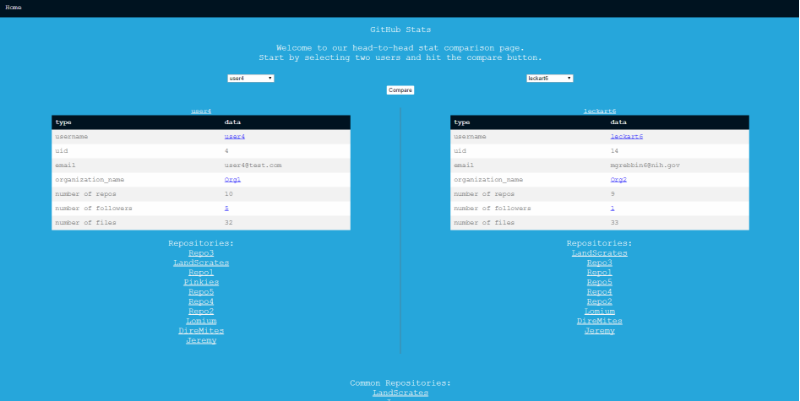 Home
GitHub Stats
Welcome to our head-to-head stat comparison page.
Start by selecting two users and hit the compare button.
user4
leckart6
Compare
user4
type data
username user4
uid 4
email user4@test.com
organization_name Org1
number of repos 10
number of followers 5
number of files 32
Repositories:
Repo3
LandScrates
Repo1
Pinkies
Repo5
Repo4
Repo2
Lomium
DireMites
Jeremy
leckart6
type data
username leckart6
uid 14
email mgrebbin6@nih.gov
organization_name Org2
number of repos 9
number of followers 1
number of files 33
Repositories:
LandScrates
Repo3
Repo1
Repo5
Repo4
Repo2
Lomium
DireMites
Jeremy
Common Repositories:
LandScrates